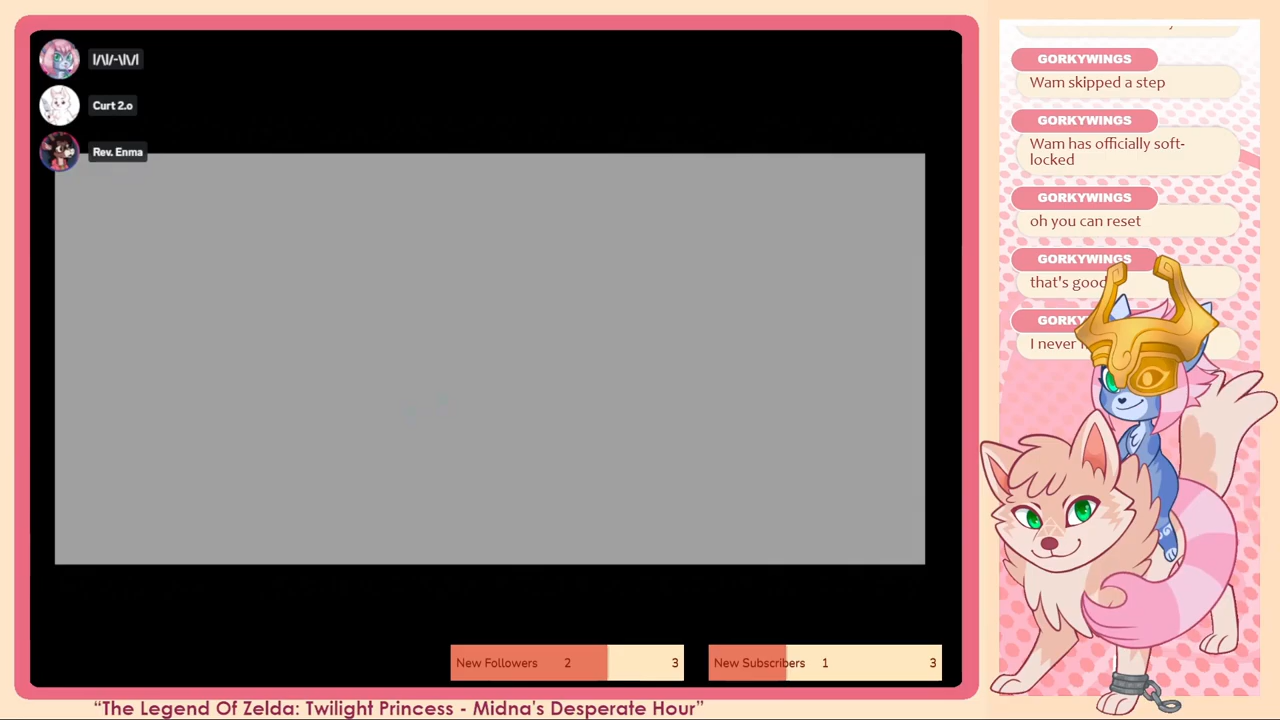 I/\I/-\I\/I
Curt 2.o
Rev. Enma
New Followers 2 3
New Subscribers 1 3
"The Legend Of Zelda: Twilight Princess - Midna's Desperate Hour"
GORKYWINGS
Wam skipped a step
GORKYWINGS
Wam has officially soft-
locked
GORKYWINGS
oh you can reset
GORKYWINGS
that's good
I never